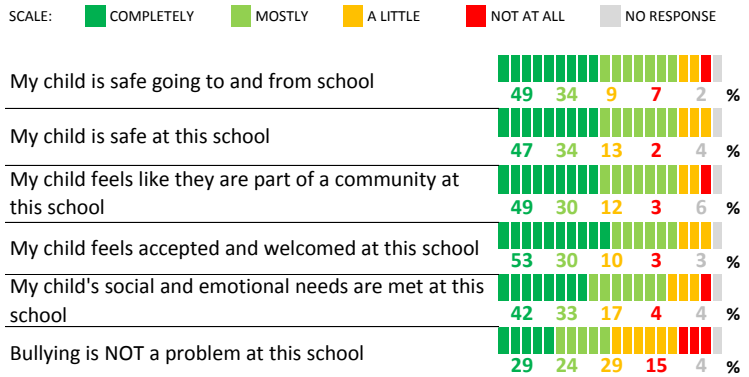 SCALE: COMPLETELY MOSTLY A LITTLE NOT AT ALL NO RESPONSE
My child is safe going to and from school
49 34 9 7 2 %
My child is safe at this school
47 34 13 2 4 %
My child feels like they are part of a community at
this school
49 30 12 3 6 %
My child feels accepted and welcomed at this school
53 30 10 3 3 %
My child's social and emotional needs are met at this
school
42 33 17 4 4 %
Bullying is NOT a problem at this school
29 24 29 15 4 %